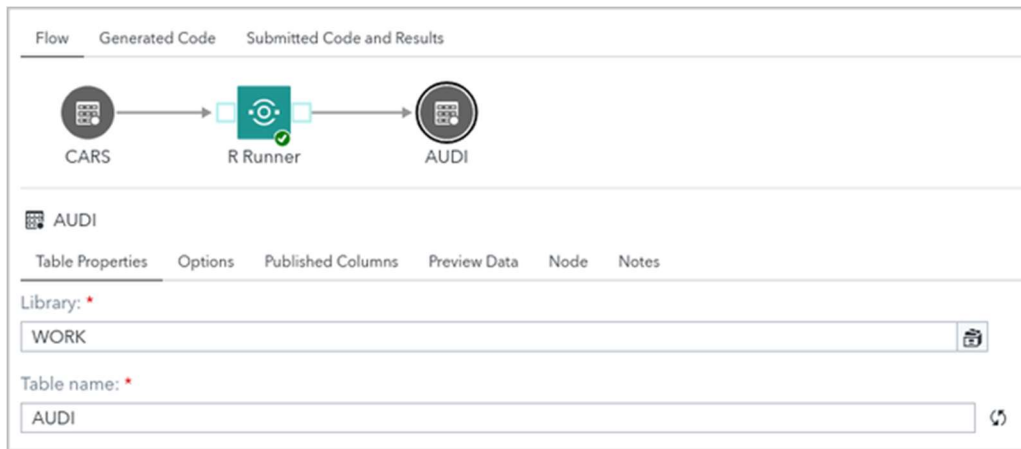 Flow Generated Code Submitted Code and Results
CARS R Runner AUDI
AUDI
Table Properties Options Published Columns Preview Data Node Notes
Library: *
WORK
Table name: *
AUDI